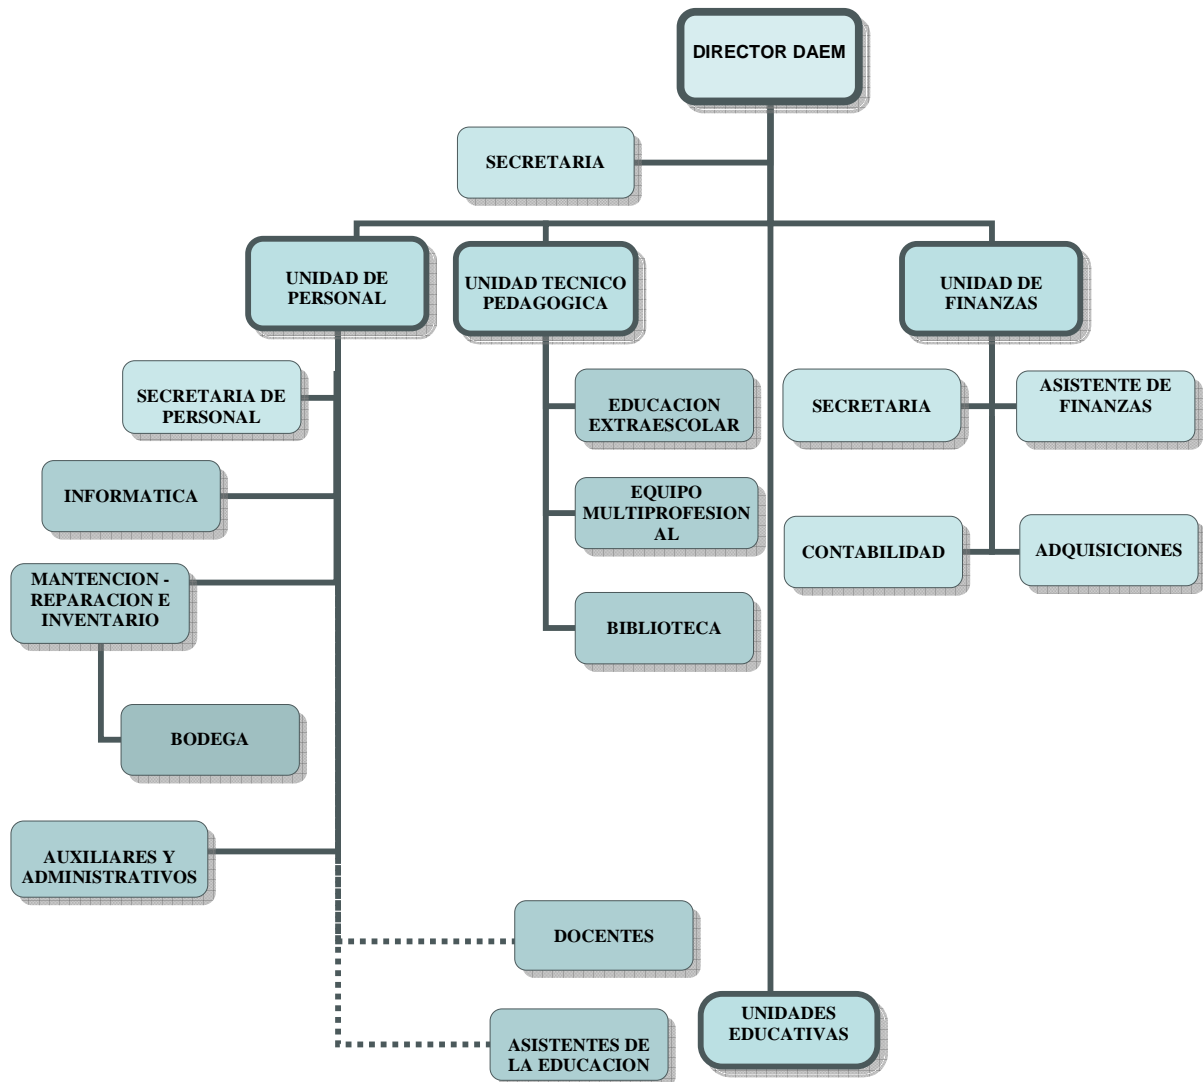 DIRECTOR DAEM
SECRETARIA
UNIDAD DE
PERSONAL
UNIDAD TECNICO
PEDAGOGICA
UNIDAD DE
FINANZAS
SECRETARIA DE
PERSONAL
EDUCACION
EXTRAESCOLAR
SECRETARIA
ASISTENTE DE
FINANZAS
INFORMATICA
EQUIPO
MULTIPROFESION
AL
CONTABILIDAD
ADQUISICIONES
MANTENCION -
REPARACION E
INVENTARIO
BIBLIOTECA
BODEGA
AUXILIARES Y
ADMINISTRATIVOS
DOCENTES
UNIDADES
EDUCATIVAS
ASISTENTES DE
LA EDUCACION